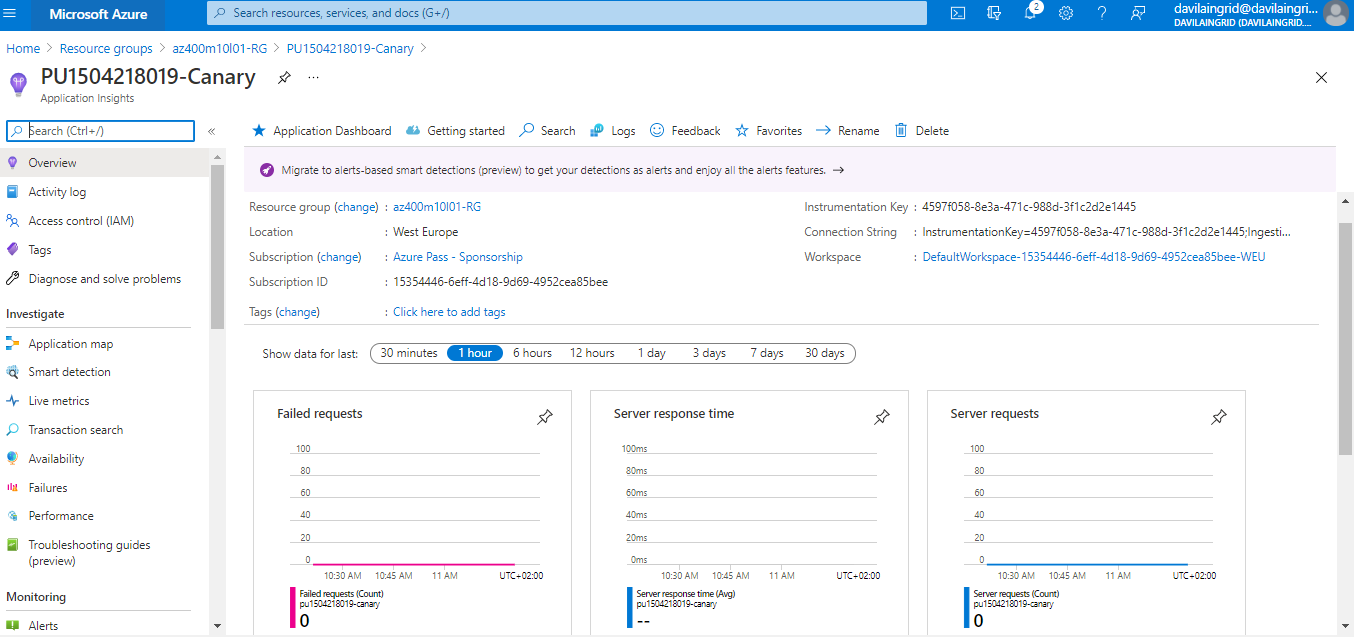 Microsoft Azure
Search resources, services, and docs (G+/)
2
davilaingrid@davilaingri...
DAVILAINGRID (DAVILAINGRID....
Home > Resource groups > az400m10l01-RG > PU1504218019-Canary >
PU1504218019-Canary ...
Application Insights
Search (Ctrl+/) «
Application Dashboard Getting started Search Logs Feedback Favorites Rename Delete
Overview
Activity log
Access control (IAM)
Tags
Diagnose and solve problems
Investigate
Application map
Smart detection
Live metrics
Transaction search
Availability
Failures
Performance
Troubleshooting guides
(preview)
Monitoring
Alerts
Migrate to alerts-based smart detections (preview) to get your detections as alerts and enjoy all the alerts features. →
Resource group (change) : az400m10l01-RG
Location : West Europe
Subscription (change) : Azure Pass - Sponsorship
Subscription ID : 15354446-6eff-4d18-9d69-4952cea85bee
Tags (change) : Click here to add tags
Instrumentation Key : 4597f058-8e3a-471c-988d-3f1c2d2e1445
Connection String : InstrumentationKey=4597f058-8e3a-471c-988d-3f1c2d2e1445;Ingesti...
Workspace : DefaultWorkspace-15354446-6eff-4d18-9d69-4952cea85bee-WEU
Show data for last: 30 minutes 1 hour 6 hours 12 hours 1 day 3 days 7 days 30 days
Failed requests
100
80
60
40
20
0
10:30 AM 10:45 AM 11 AM UTC+02:00
Failed requests (Count)
pu1504218019-canary
0
Server response time
100ms
80ms
60ms
40ms
20ms
0ms
10:30 AM 10:45 AM 11 AM UTC+02:00
Server response time (Avg)
pu1504218019-canary
--
Server requests
100
80
60
40
20
0
10:30 AM 10:45 AM 11 AM UTC+02:00
Server requests (Count)
pu1504218019-canary
0